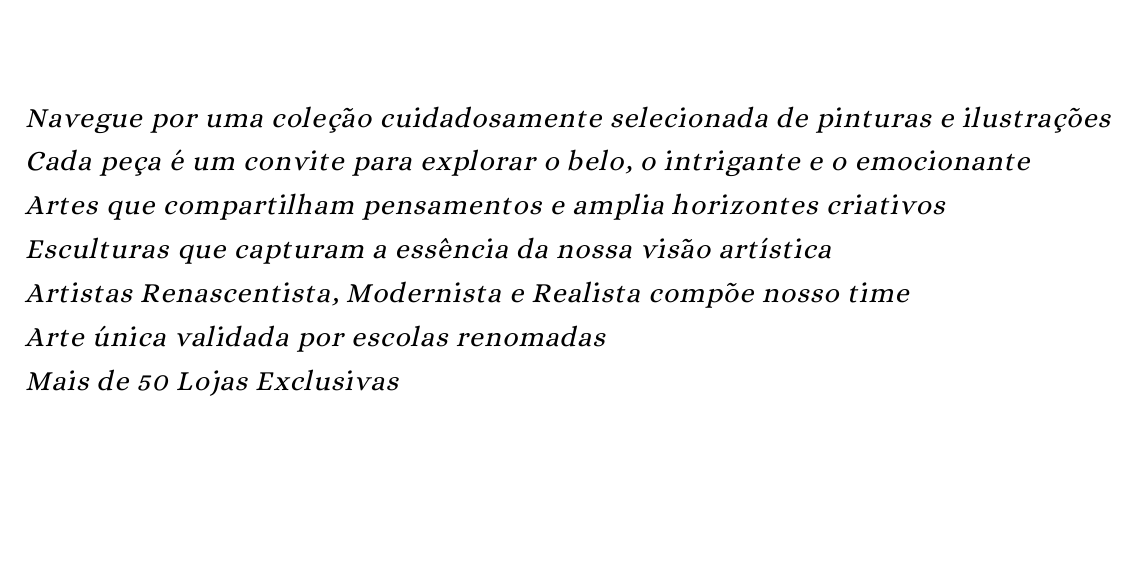 Navegue por uma coleção cuidadosamente selecionada de pinturas e ilustrações
Cada peça é um convite para explorar o belo, o intrigante e o emocionante
Artes que compartilham pensamentos e amplia horizontes criativos
Esculturas que capturam a essência da nossa visão artística
Artistas Renascentista, Modernista e Realista compõe nosso time
Arte única validada por escolas renomadas
Mais de 50 Lojas Exclusivas